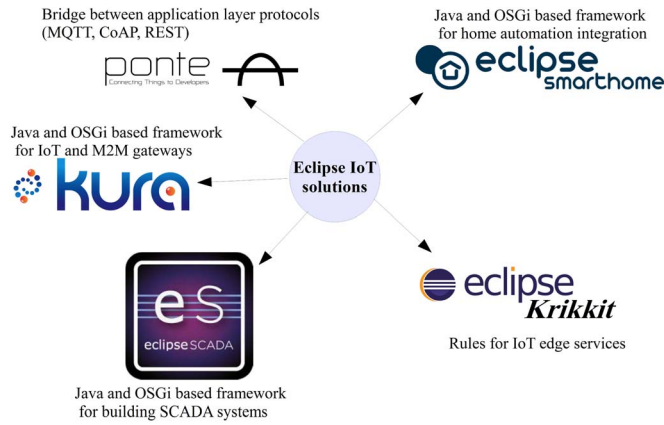 Bridge between application layer protocols
(MQTT, CoAP, REST)
ponte
Connecting Things to Developers
Java and OSGi based framework
for home automation integration
eclipse
smarthome
Java and OSGi based framework
for IoT and M2M gateways
kura
Eclipse IoT
solutions
eS
eclipseSCADA
Java and OSGi based framework
for building SCADA systems
eclipse
Krikkit
Rules for IoT edge services